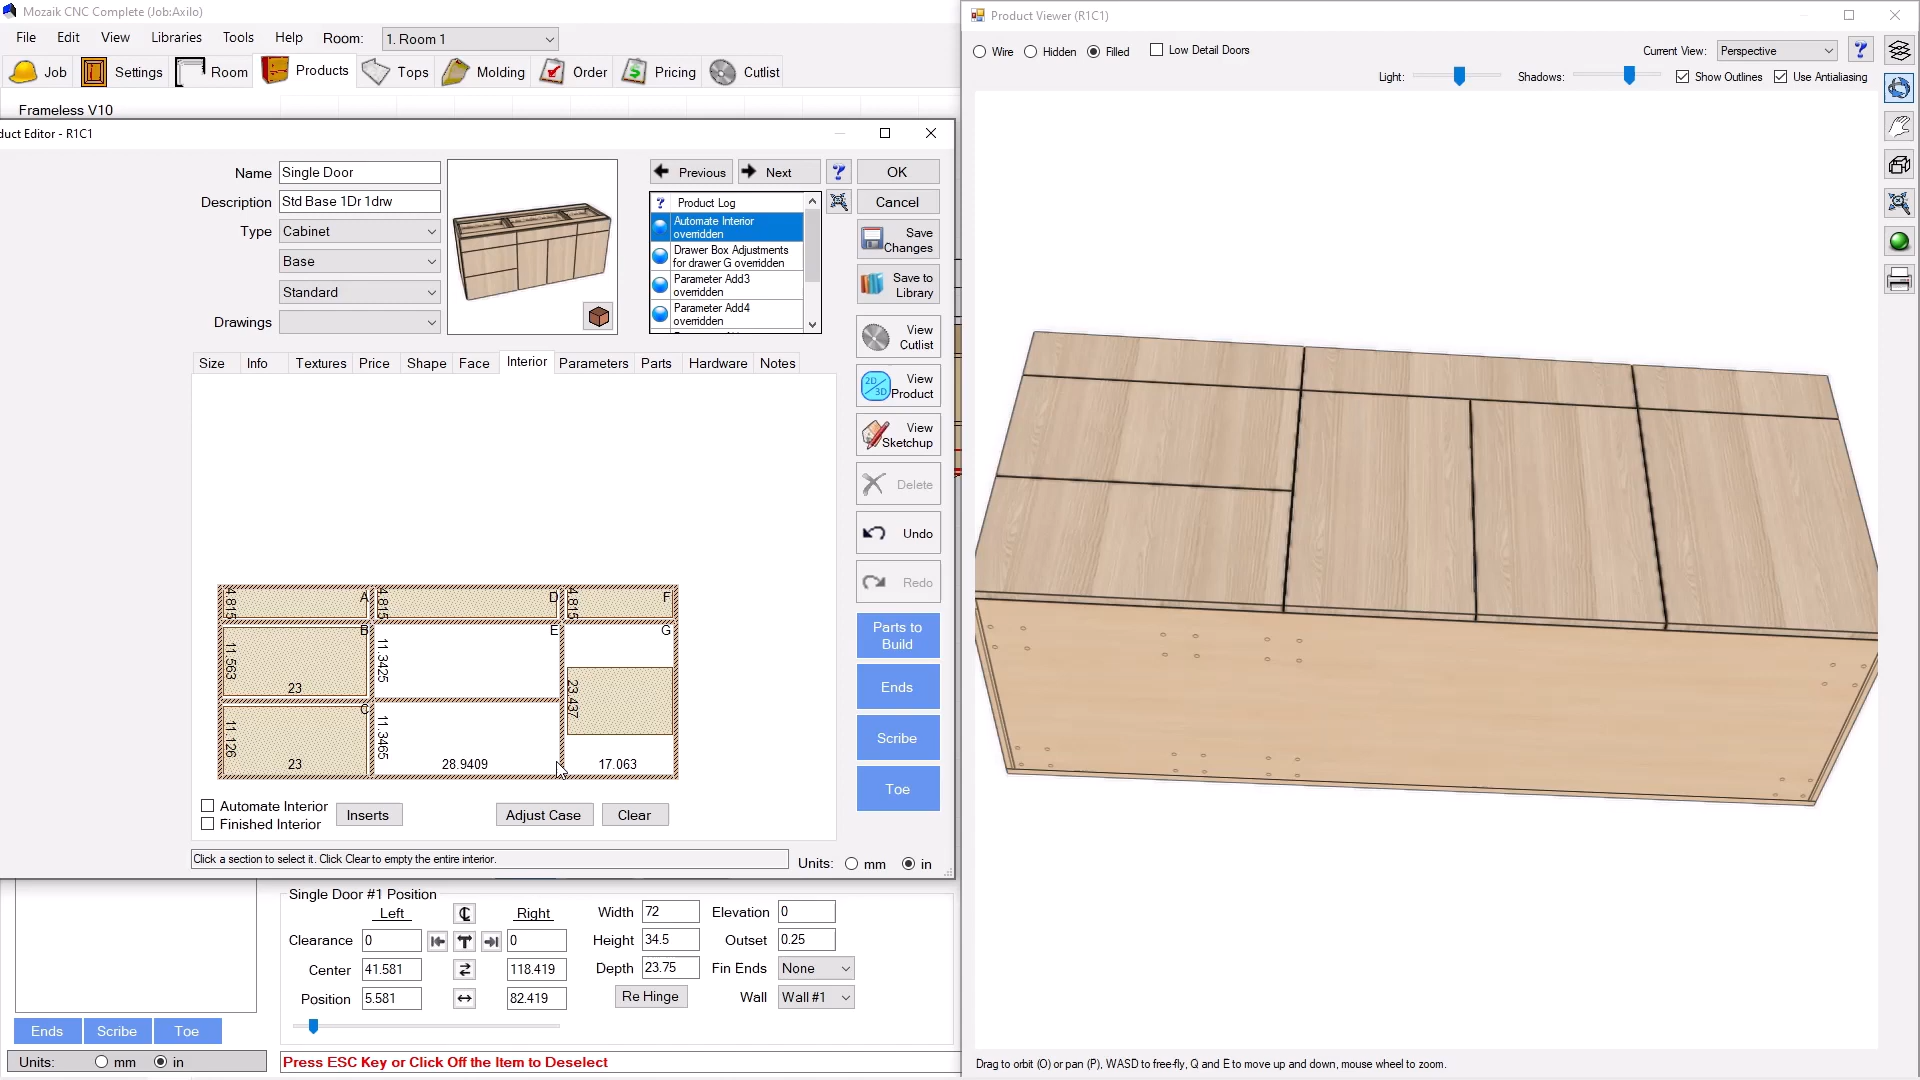 Mozaik CNC Complete (Job:Axilo)
File Edit View Libraries Tools Help Room: 1. Room 1
Job Settings Room Products Tops Molding Order Pricing Cutlist
Frameless V10
duct Editor - R1C1
Name Single Door
Description Std Base 1Dr 1drw
Type Cabinet
Base
Standard
Drawings
Previous Next ? OK
? Product Log
Automate Interior
overridden
Drawer Box Adjustments
for drawer G overridden
Parameter Add3
overridden
Parameter Add4
overridden
Cancel
Save
Changes
Save to
Library
View
Cutlist
2D/3D View
Product
View
Sketchup
Delete
Undo
Redo
Parts to
Build
Ends
Scribe
Toe
Size Info Textures Price Shape Face Interior Parameters Parts Hardware Notes
4.815 A 4.815 D 4.815 F
B E G
11.563 11.3425
23
23.437
C
11.126 11.3465
23 28.9409 17.063
Automate Interior
Finished Interior
Inserts Adjust Case Clear
Click a section to select it. Click Clear to empty the entire interior.
Units: mm in
Single Door #1 Position
Left Right
Clearance 0 0
Center 41.581 118.419
Position 5.581 82.419
Width 72 Elevation 0
Height 34.5 Outset 0.25
Depth 23.75 Fin Ends None
Re Hinge Wall Wall #1
Ends Scribe Toe
Units: mm in
Press ESC Key or Click Off the Item to Deselect
Product Viewer (R1C1)
Wire Hidden Filled Low Detail Doors Current View: Perspective ?
Light: Shadows: Show Outlines Use Antialiasing
Drag to orbit (O) or pan (P), WASD to free-fly, Q and E to move up and down, mouse wheel to zoom.